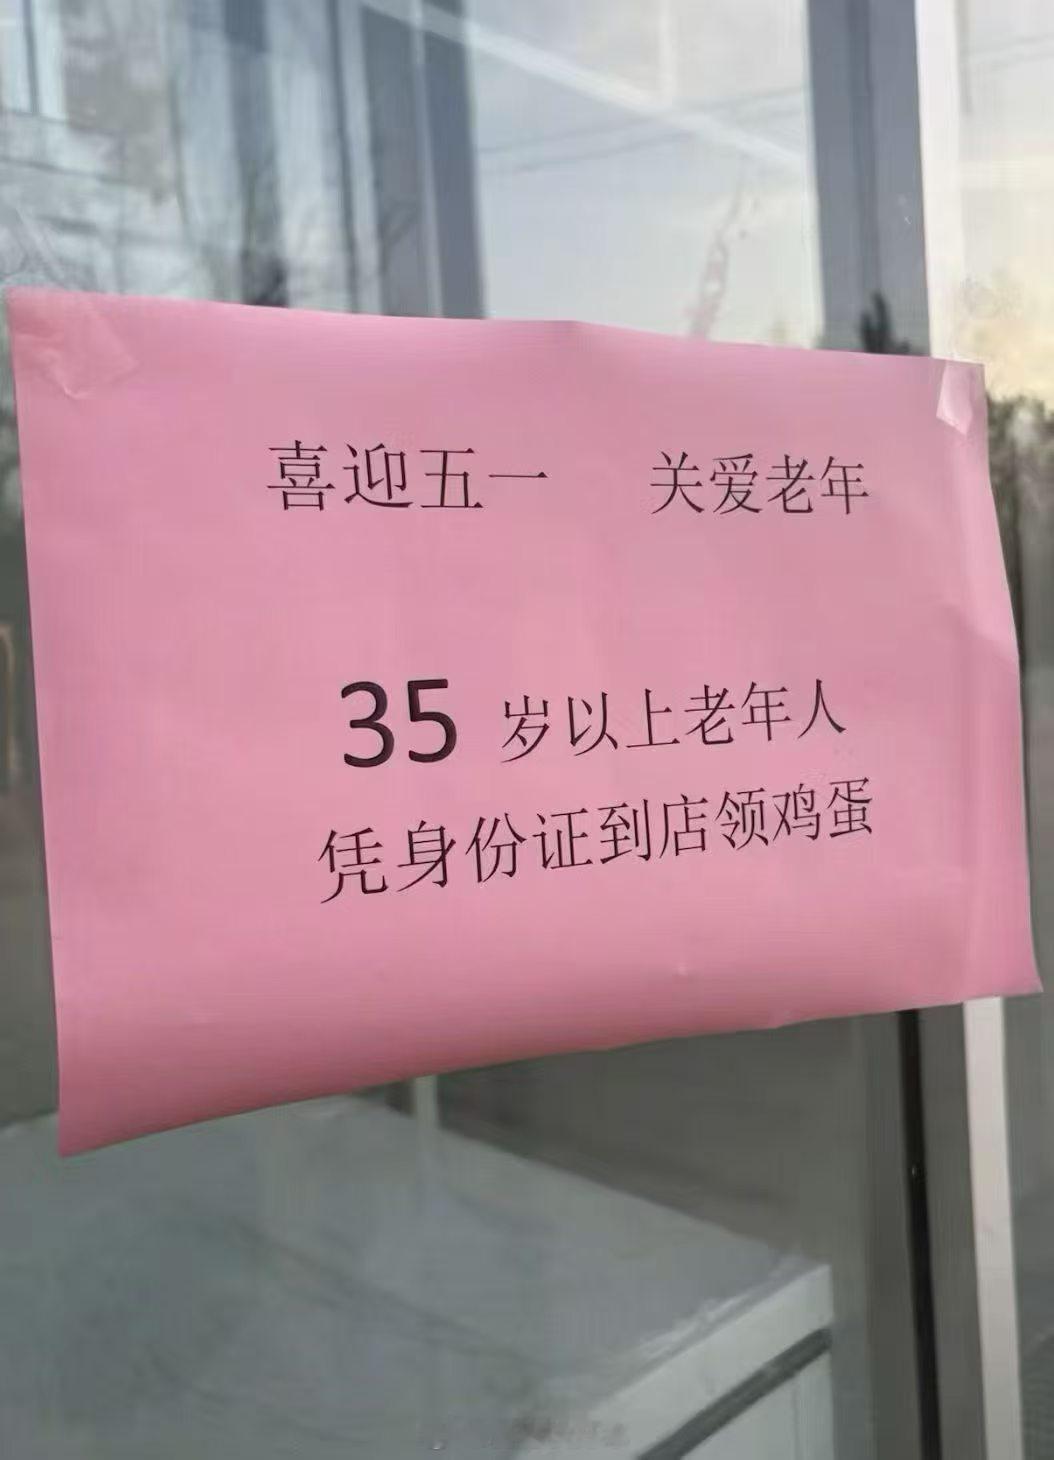 喜迎五一 关爱老年
35 岁以上老年人
凭身份证到店领鸡蛋